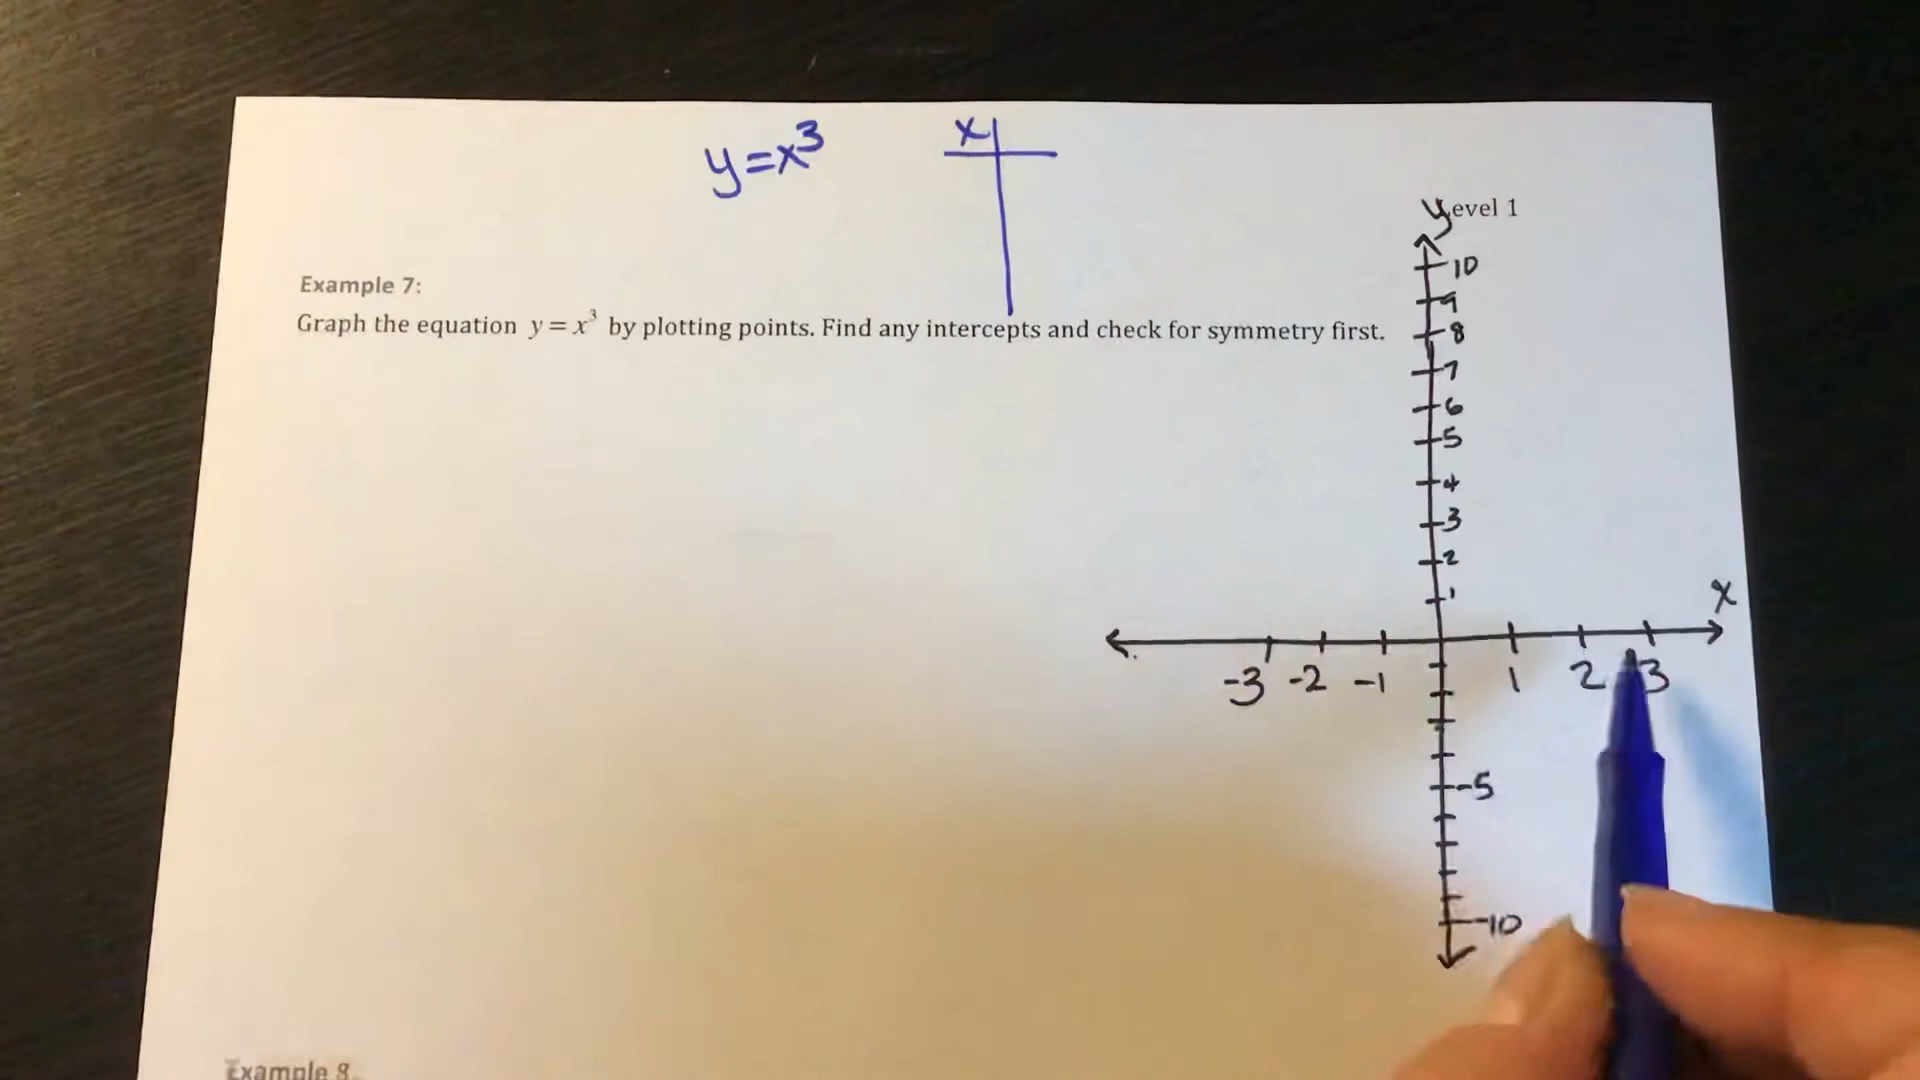 y=x³
x
yevel 1
Example 7:
Graph the equation y = x³ by plotting points. Find any intercepts and check for symmetry first.
10
9
8
7
6
5
4
3
2
1
x
-3 -2 -1 1 2 3
-5
-10
Example 8